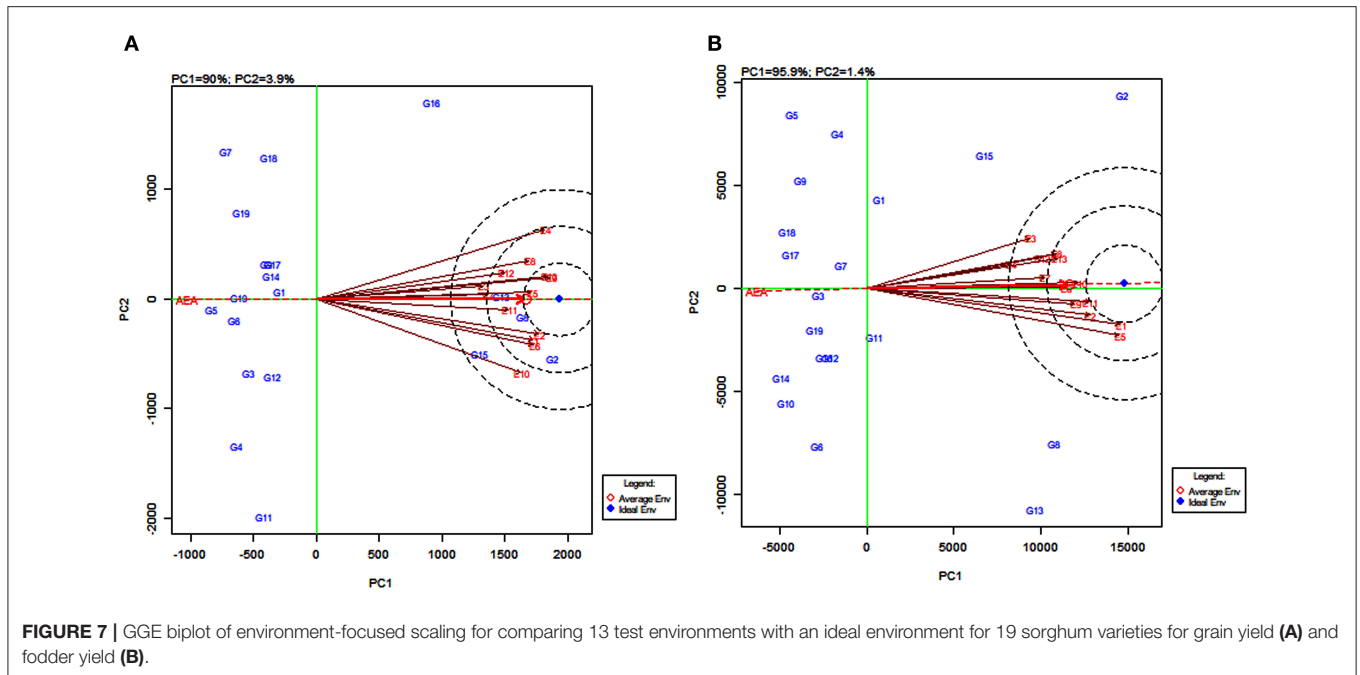 A
B
PC1=90%; PC2=3.9%
PC1=95.9%; PC2=1.4%
PC2
1000
0
-1000
-2000
G16
G7
G18
G19
G17
G14
G1
G5
G6
G3
G12
G4
G11
AEA
E4
E8
E12
E5
E11
G15
G2
E6
E10
-1000
-500
0
500
1000
1500
2000
PC1
Legend:
Average Env
Ideal Env
PC2
10000
5000
0
-5000
-10000
G2
G5
G4
G15
G9
G1
G18
G17
G7
G3
G19
G11
G14
G10
G6
G8
G13
AEA
E3
E11
E1
E5
-5000
0
5000
10000
15000
PC1
Legend:
Average Env
Ideal Env
FIGURE 7 | GGE biplot of environment-focused scaling for comparing 13 test environments with an ideal environment for 19 sorghum varieties for grain yield (A) and
fodder yield (B).